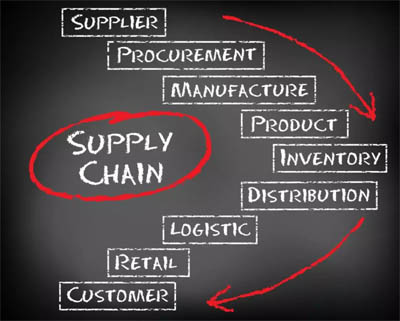 SUPPLIER
PROCUREMENT
MANUFACTURE
PRODUCT
SUPPLY
CHAIN
INVENTORY
DISTRIBUTION
LOGISTIC
RETAIL
CUSTOMER